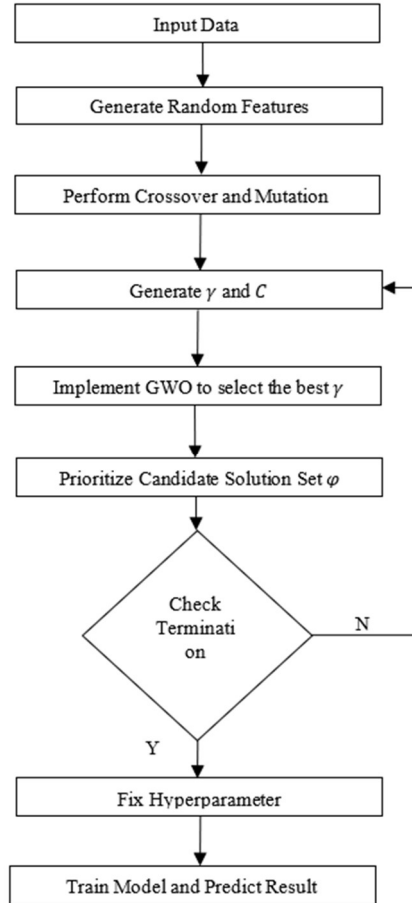 Input Data
Generate Random Features
Perform Crossover and Mutation
Generate γ and C
Implement GWO to select the best γ
Prioritize Candidate Solution Set φ
Check
Terminati
on
N
Y
Fix Hyperparameter
Train Model and Predict Result